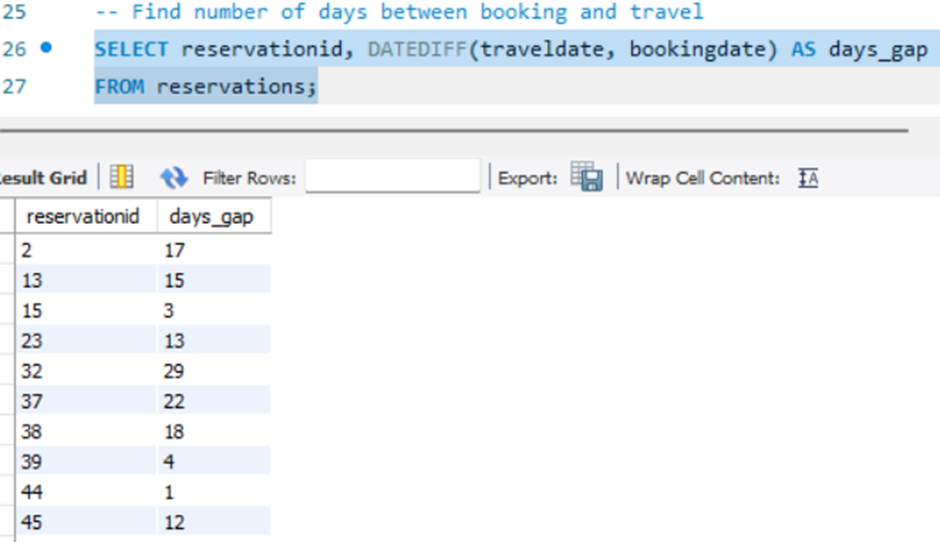 25 -- Find number of days between booking and travel
26 SELECT reservationid, DATEDIFF(traveldate, bookingdate) AS days_gap
27 FROM reservations;
esult Grid Filter Rows: Export: Wrap Cell Content: IA
reservationid days_gap
2 17
13 15
15 3
23 13
32 29
37 22
38 18
39 4
44 1
45 12